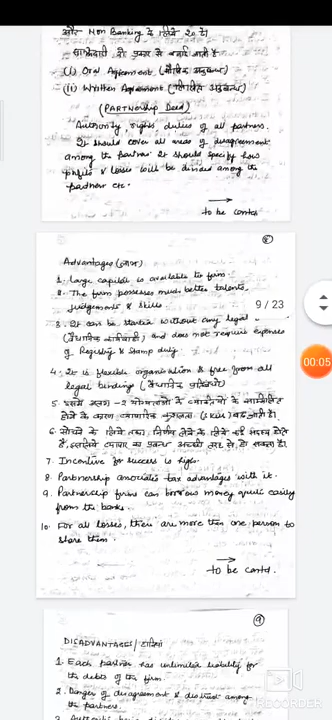 और Non Banking के लिये 20 है।
साझेदारी दो प्रकार से बनाई जाती है
(i) Oral Agreement (मौखिक अनुबन्ध)
(ii) Written Agreement (लिखित अनुबन्ध)
(PARTNERSHIP Deed)
Authority, rights duties of all partners.
It should cover all areas of disagreement
among the partner. It should specify how
profits & losses will be divided among the
partner etc.
to be contd
8
Advantages (लाभ)
1. Large capital is available to firm.
2. The firm possesses much better talents,
judgements & skills.
9 / 23
3. It can be started without any legal
and does not require expenses
of Registry & stamp duty
00:05
4. It is flexible organisation & free from all
legal bindings
5. इसमें अलग-2 योग्यताओं के
होने के कारण व्यापारिक कुशलता (skill) बढ़ जाती है।
6. सोचने के लिये तथा निर्णय लेने के लिये कई
है, इसलिये व्यापार का प्रबन्ध अच्छी तरह से हो सकता है।
7. Incentive for success is high.
8. Partnership associates tax advantages with it.
9. Partnership firms can borrow money quite easily
from the banks.
10. For all losses, there are more than one person to
share them.
to be contd.
9
DISADVANTAGES / हानियां
1. Each partner has unlimited liability for
the debts of the firm.
2. Danger of disagreement & distrust among
the partners.
RECORDER